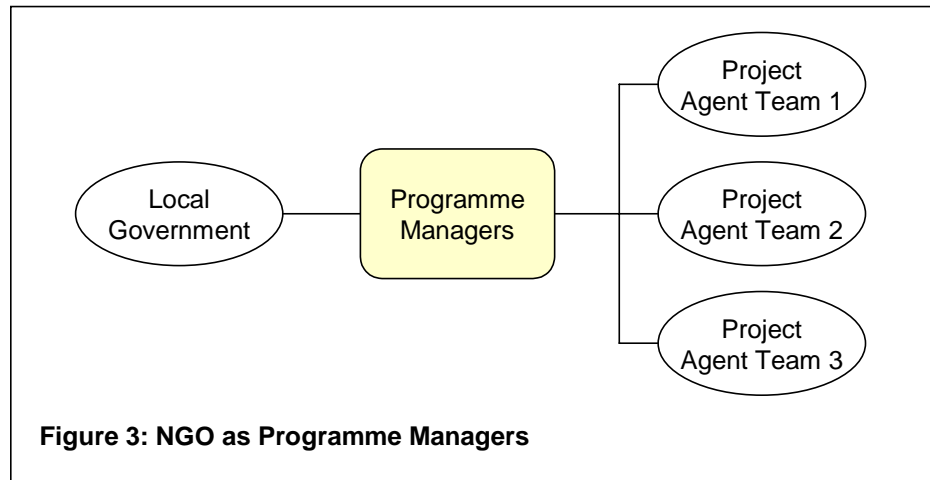 Local
Government
Programme
Managers
Project
Agent Team 1
Project
Agent Team 2
Project
Agent Team 3
Figure 3: NGO as Programme Managers